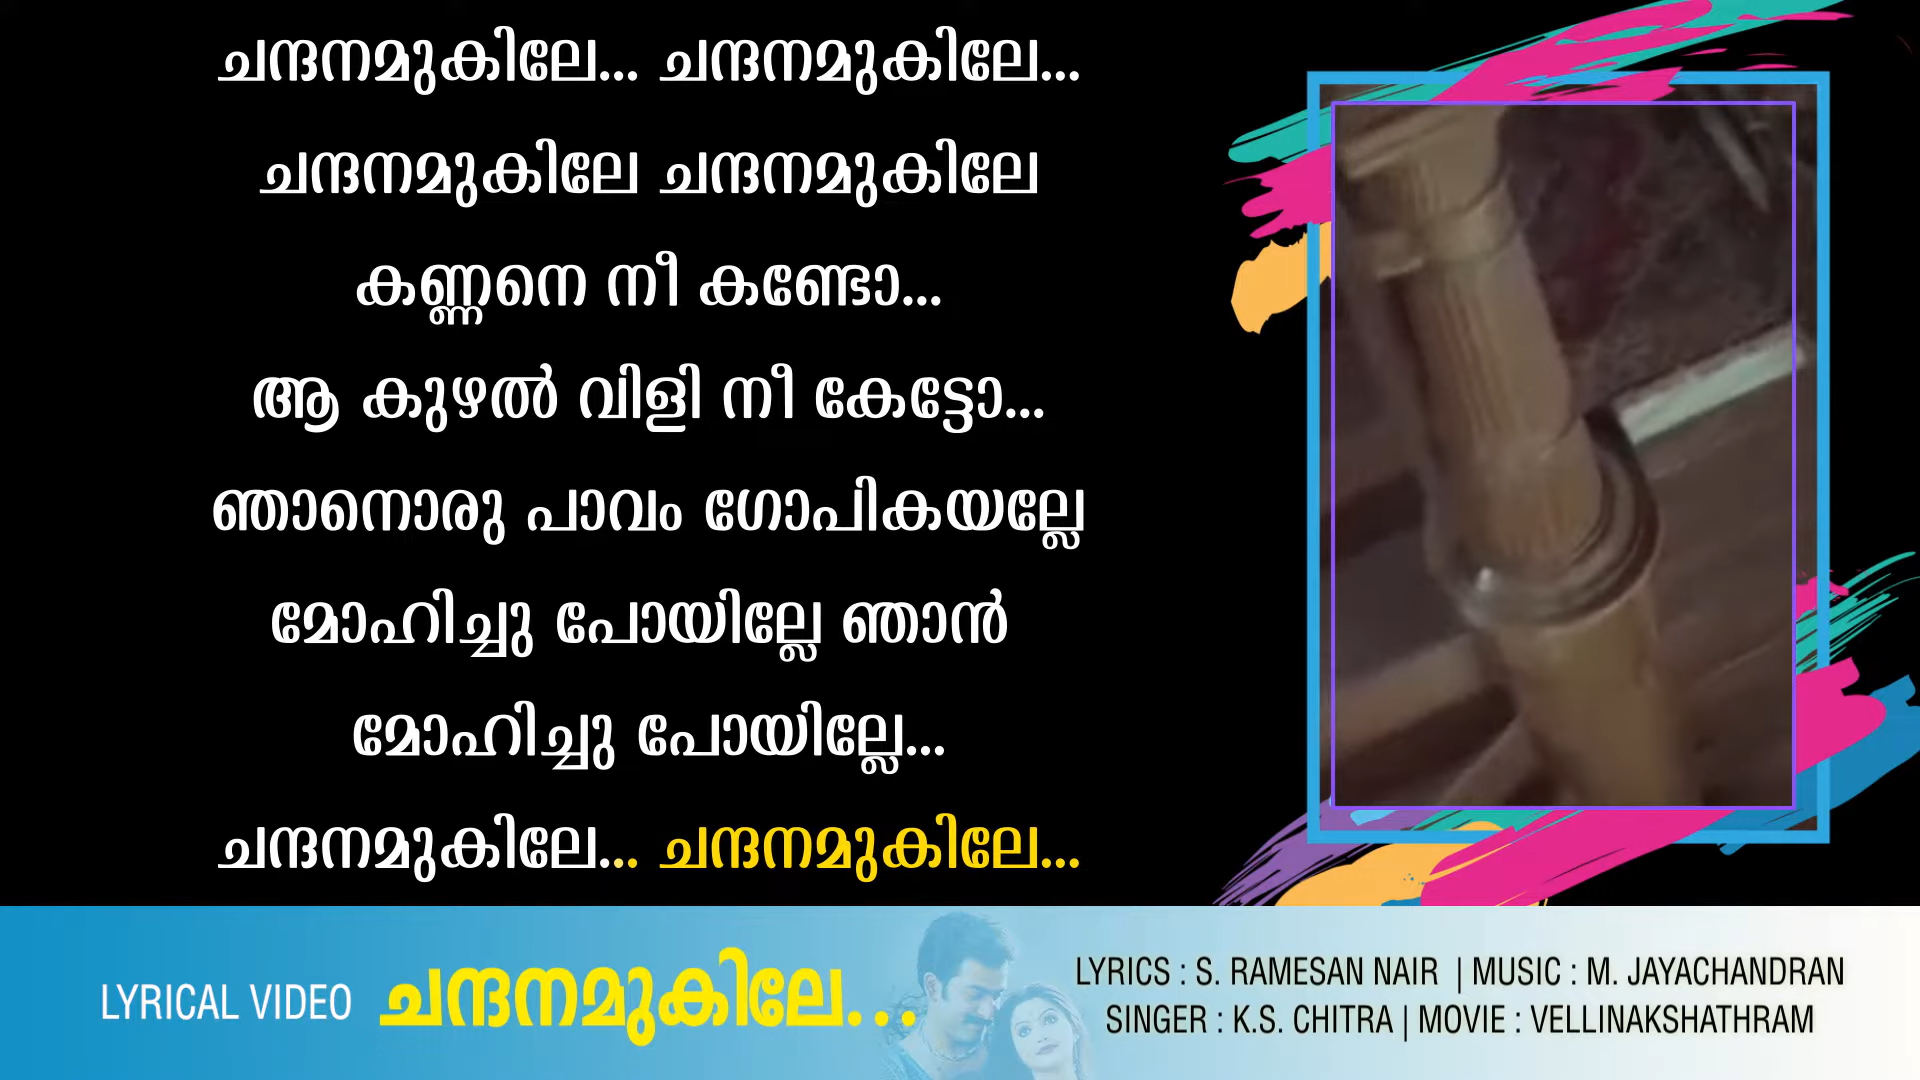 ചന്ദനമുകിലേ... ചന്ദനമുകിലേ...
ചന്ദനമുകിലേ ചന്ദനമുകിലേ
കണ്ണനെ നീ കണ്ടോ...
ആ കുഴൽ വിളി നീ കേട്ടോ...
ഞാനൊരു പാവം ഗോപികയല്ലേ
മോഹിച്ചു പോയില്ലേ ഞാൻ
മോഹിച്ചു പോയില്ലേ...
ചന്ദനമുകിലേ... ചന്ദനമുകിലേ...
LYRICAL VIDEO ചന്ദനമുകിലേ...
LYRICS : S. RAMESAN NAIR | MUSIC : M. JAYACHANDRAN
SINGER : K.S. CHITRA | MOVIE : VELLINAKSHATHRAM